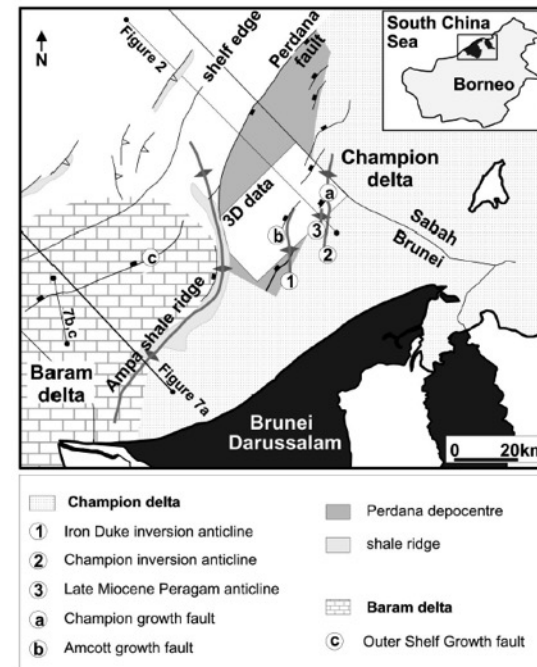 South China
Sea
Borneo
N
Figure 2
shelf edge
Perdana
fault
3D data
Champion
delta
a
b
3
2
1
c
7b,c
Ampa shale ridge
Figure 7a
Baram
delta
Sabah
Brunei
Brunei
Darussalam
0 20km
Champion delta
1 Iron Duke inversion anticline
2 Champion inversion anticline
3 Late Miocene Peragam anticline
a Champion growth fault
b Amcott growth fault
Perdana depocentre
shale ridge
Baram delta
c Outer Shelf Growth fault